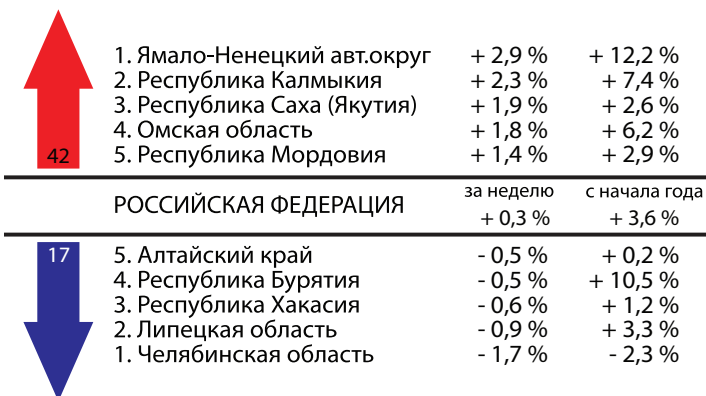 1. Ямало-Ненецкий авт.округ + 2,9 % + 12,2 %
2. Республика Калмыкия + 2,3 % + 7,4 %
3. Республика Саха (Якутия) + 1,9 % + 2,6 %
4. Омская область + 1,8 % + 6,2 %
42 5. Республика Мордовия + 1,4 % + 2,9 %
за неделю с начала года
РОССИЙСКАЯ ФЕДЕРАЦИЯ + 0,3 % + 3,6 %
17 5. Алтайский край - 0,5 % + 0,2 %
4. Республика Бурятия - 0,5 % + 10,5 %
3. Республика Хакасия - 0,6 % + 1,2 %
2. Липецкая область - 0,9 % + 3,3 %
1. Челябинская область - 1,7 % - 2,3 %